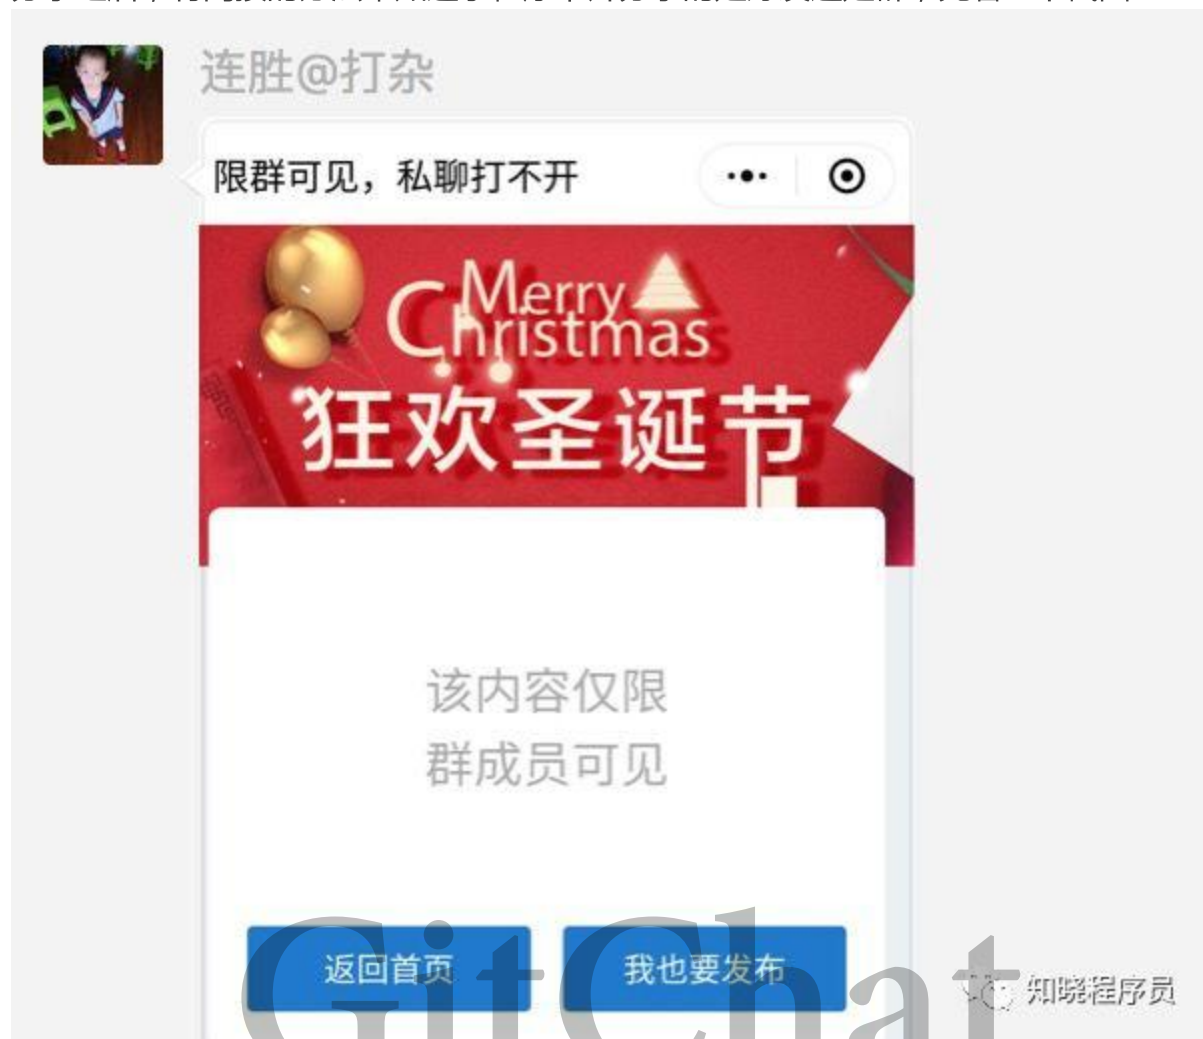 连胜@打杂
限群可见，私聊打不开
Merry
Christmas
狂欢圣诞节
该内容仅限
群成员可见
返回首页
我也要发布
GitChat
知晓程序员